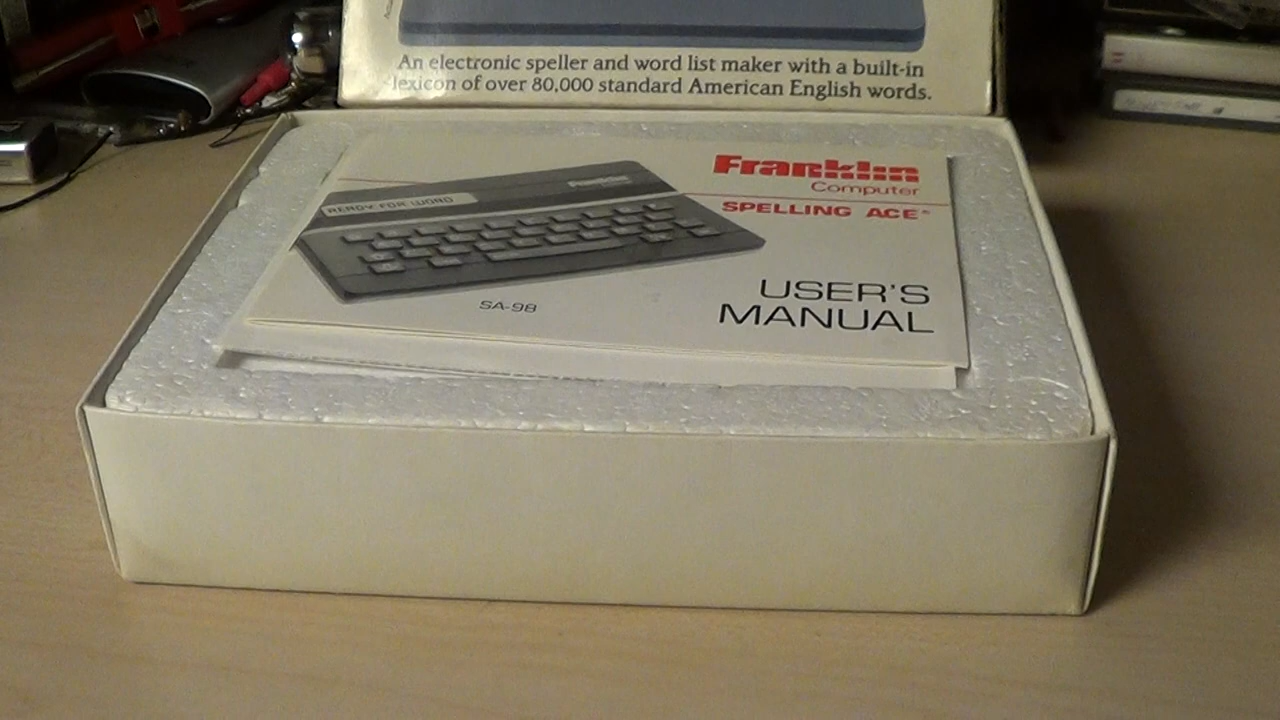 An electronic speller and word list maker with a built-in
lexicon of over 80,000 standard American English words.
Franklin
Computer
SPELLING ACE
Franklin
READY FOR WORD
USER'S
MANUAL
SA-98